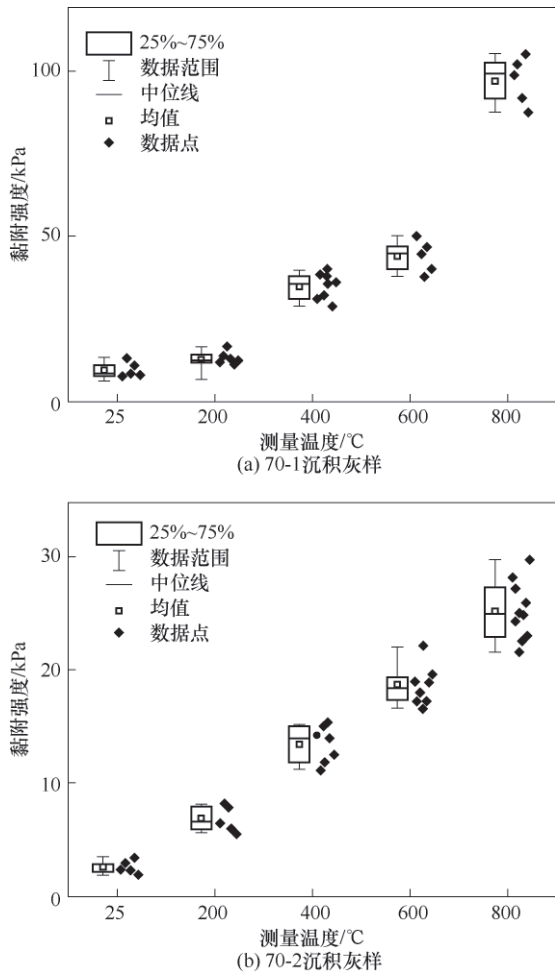 25%~75%
数据范围
中位线
均值
数据点
黏附强度/kPa
100
50
0
25 200 400 600 800
测量温度/℃
(a) 70-1沉积灰样
25%~75%
数据范围
中位线
均值
数据点
黏附强度/kPa
30
20
10
0
25 200 400 600 800
测量温度/℃
(b) 70-2沉积灰样